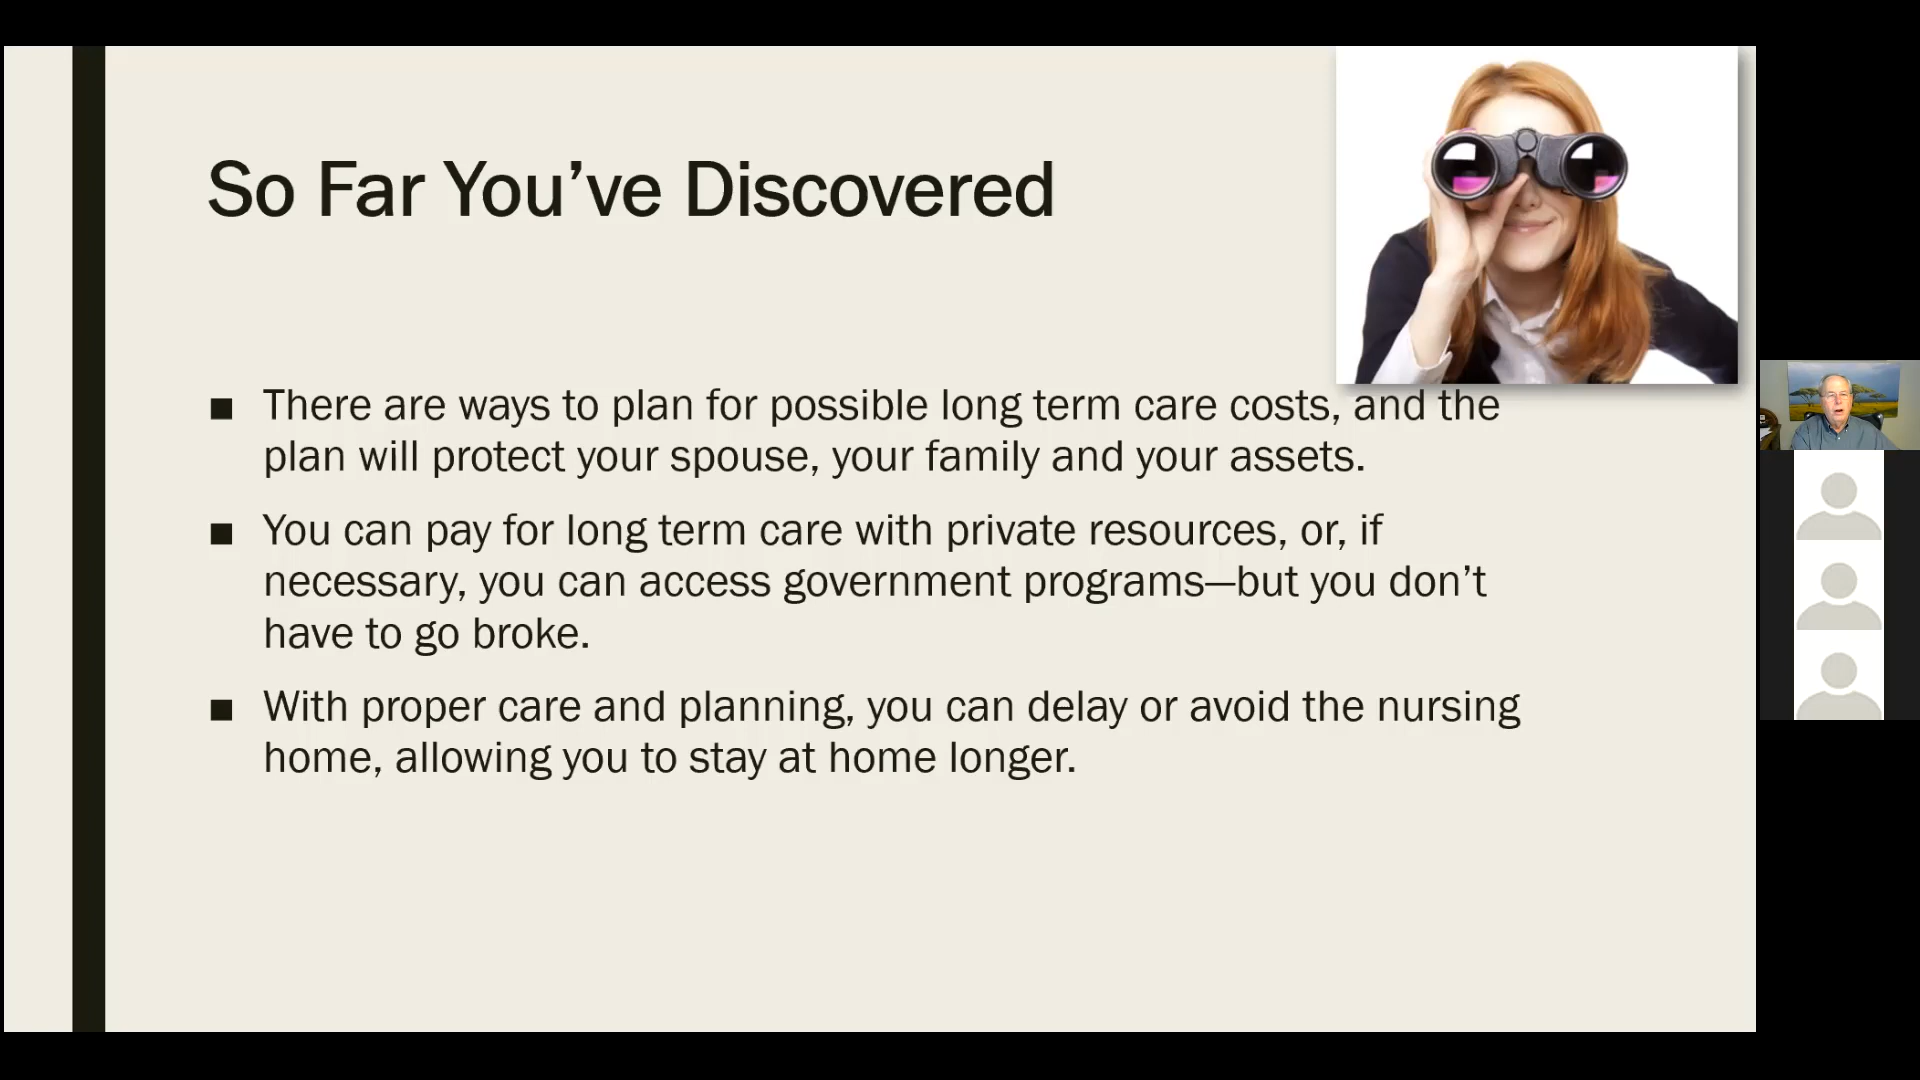 So Far You’ve Discovered
■ There are ways to plan for possible long term care costs, and the
plan will protect your spouse, your family and your assets.
■ You can pay for long term care with private resources, or, if
necessary, you can access government programs—but you don’t
have to go broke.
■ With proper care and planning, you can delay or avoid the nursing
home, allowing you to stay at home longer.